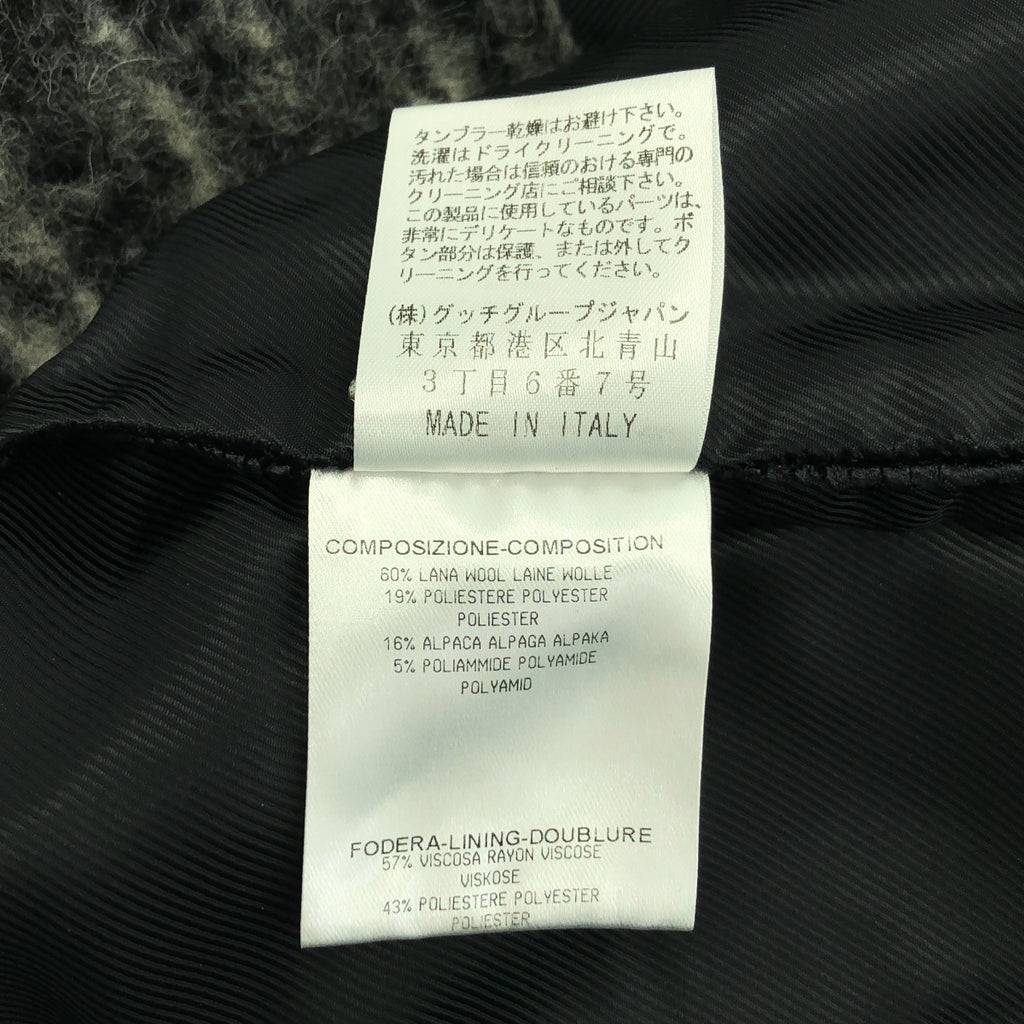 タンブラー乾燥はお避け下さい。
洗濯はドライクリーニングで。
汚れた場合は信頼のおける専門の
クリーニング店にご相談下さい。
この製品に使用しているパーツは、
非常にデリケートなものです。ボ
タン部分は保護、または外してク
リーニングを行ってください。
(株)グッチグループジャパン
東京都港区北青山
3丁目6番7号
MADE IN ITALY
COMPOSIZIONE-COMPOSITION
60% LANA WOOL LAINE WOLLE
19% POLIESTERE POLYESTER
POLIESTER
16% ALPACA ALPAGA ALPAKA
5% POLIAMMIDE POLYAMIDE
POLYAMID
FODERA-LINING-DOUBLURE
57% VISCOSA RAYON VISCOSE
VISKOSE
43% POLIESTERE POLYESTER
POLIESTER